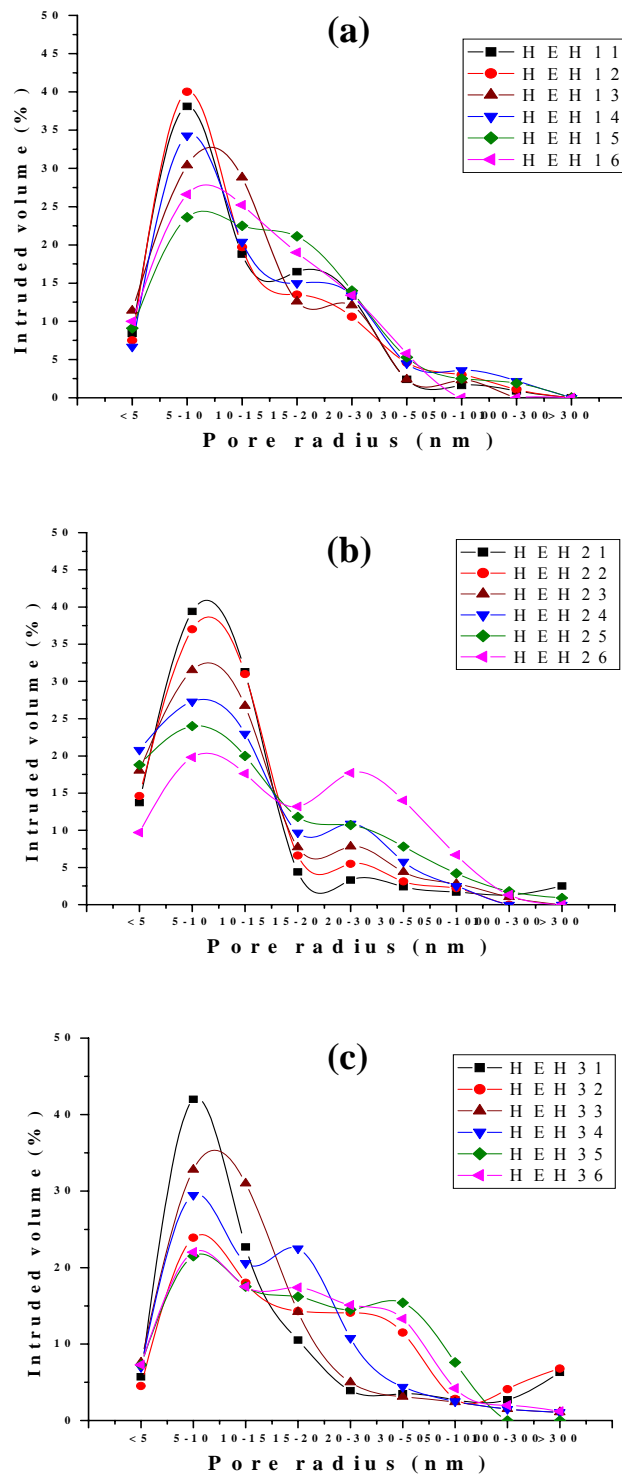 (a)
HEH11
HEH12
HEH13
HEH14
HEH15
HEH16
Intruded volume (%)
50
45
40
35
30
25
20
15
10
5
0
<5 5-10 10-15 15-20 20-30 30-50 50-100 100-300 >300
Pore radius (nm)
(b)
HEH21
HEH22
HEH23
HEH24
HEH25
HEH26
Intruded volume (%)
50
45
40
35
30
25
20
15
10
5
0
<5 5-10 10-15 15-20 20-30 30-50 50-100 100-300 >300
Pore radius (nm)
(c)
HEH31
HEH32
HEH33
HEH34
HEH35
HEH36
Intruded volume (%)
50
40
30
20
10
0
<5 5-10 10-15 15-20 20-30 30-50 50-100 100-300 >300
Pore radius (nm)